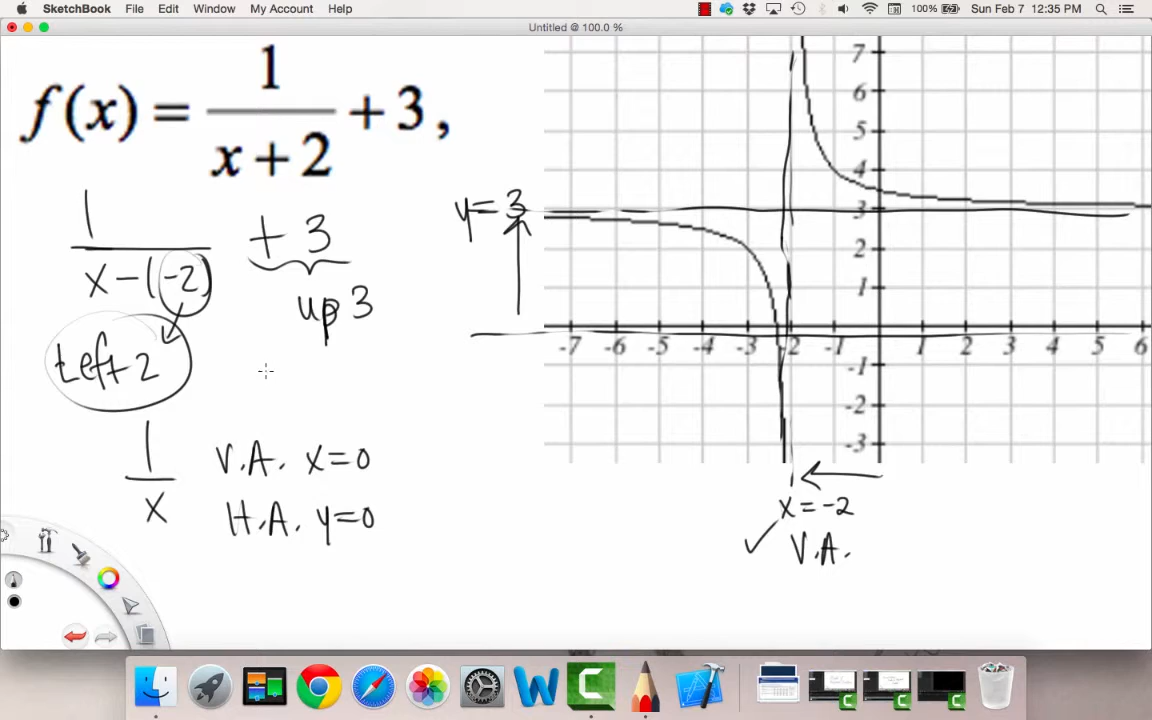 SketchBook File Edit Window My Account Help 100% Sun Feb 7 12:35 PM
Untitled @ 100.0 %
f(x) = 1/(x+2) + 3,
1/(x-(-2)) + 3
up 3
Left 2
1/x
V.A. x=0
H.A. y=0
y=3
7
6
5
4
3
2
1
-7 -6 -5 -4 -3 -2 -1 1 2 3 4 5 6
-1
-2
-3
x=-2
✓ V.A.